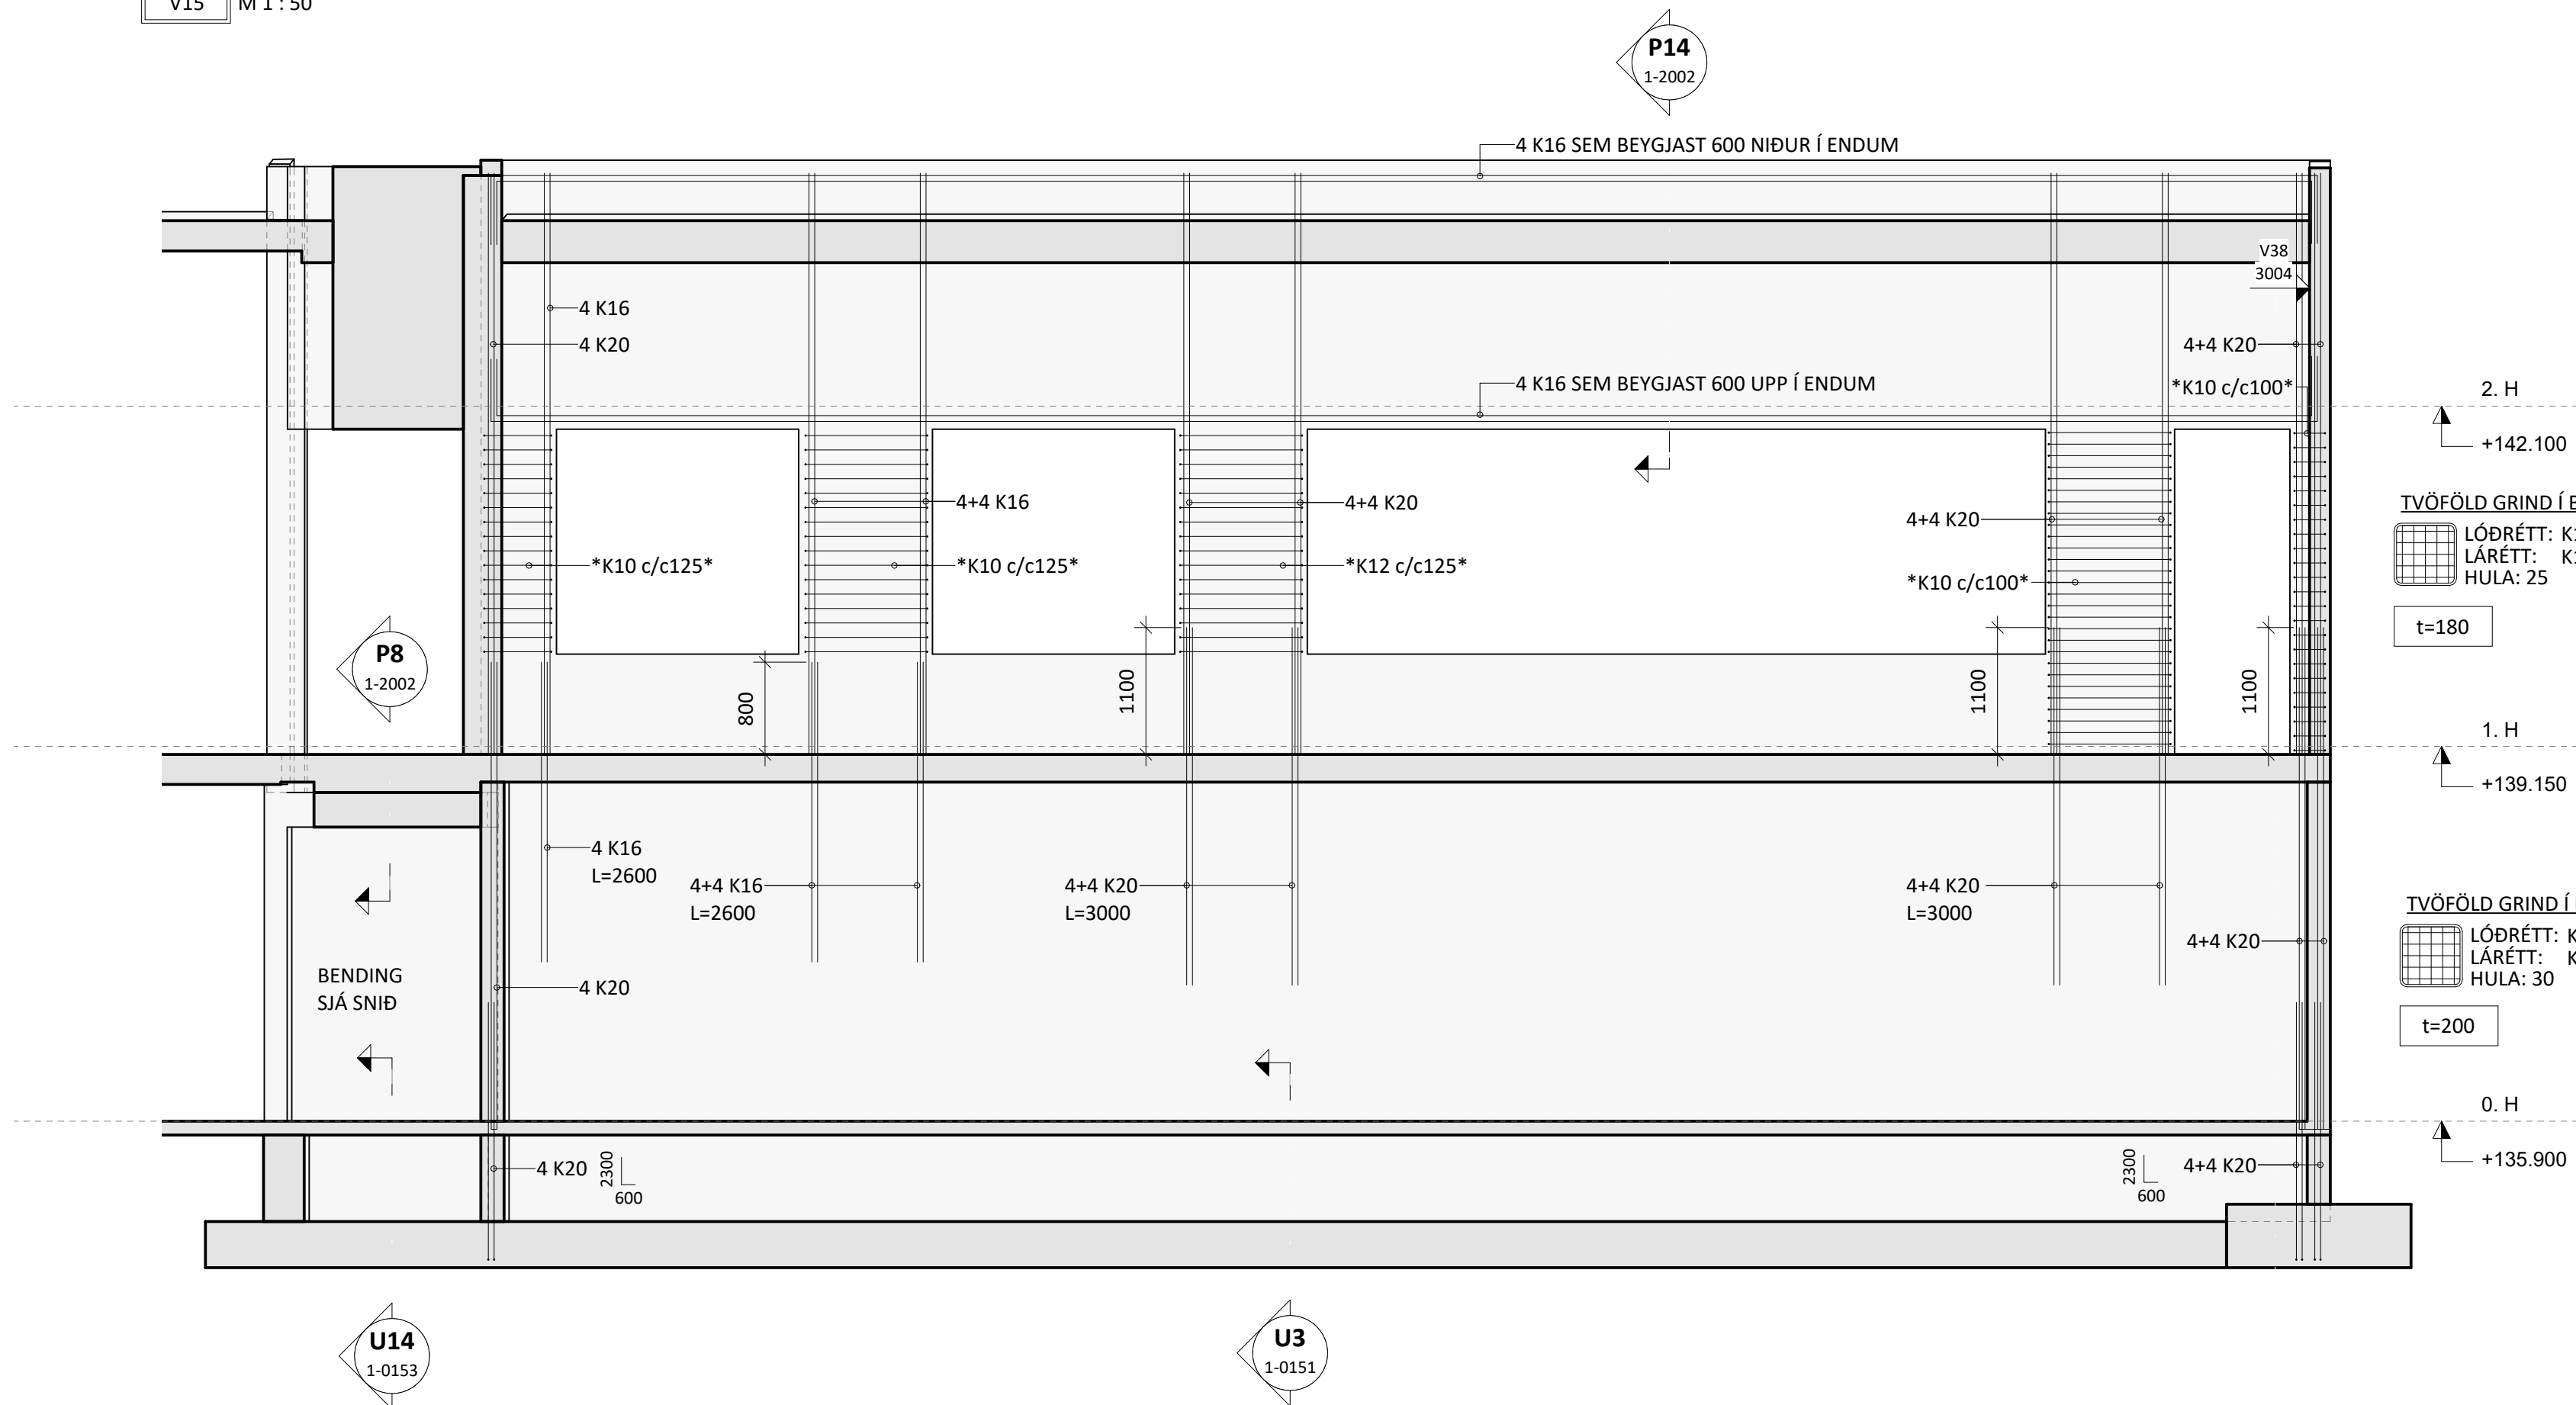 V15
M 1 : 50
P14
1-2002
4 K16 SEM BEYGJAST 600 NIÐUR Í ENDUM
V38
3004
4 K16
4 K20
4+4 K20
4 K16 SEM BEYGJAST 600 UPP Í ENDUM
*K10 c/c100*
2. H
+142.100
4+4 K16
4+4 K20
4+4 K20
TVÖFÖLD GRIND Í
LÓÐRÉTT:
LÁRÉTT:
HULA: 25
*K10 c/c125*
*K10 c/c125*
*K12 c/c125*
*K10 c/c100*
t=180
P8
1-2002
800
1100
1100
1100
1. H
+139.150
4 K16
L=2600
4+4 K16
L=2600
4+4 K20
L=3000
4+4 K20
L=3000
4+4 K20
TVÖFÖLD GRIND Í
LÓÐRÉTT:
LÁRÉTT:
HULA: 30
t=200
BENDING
SJÁ SNIÐ
4 K20
0. H
+135.900
4 K20
2300
600
2300
600
4+4 K20
U14
1-0153
U3
1-0151